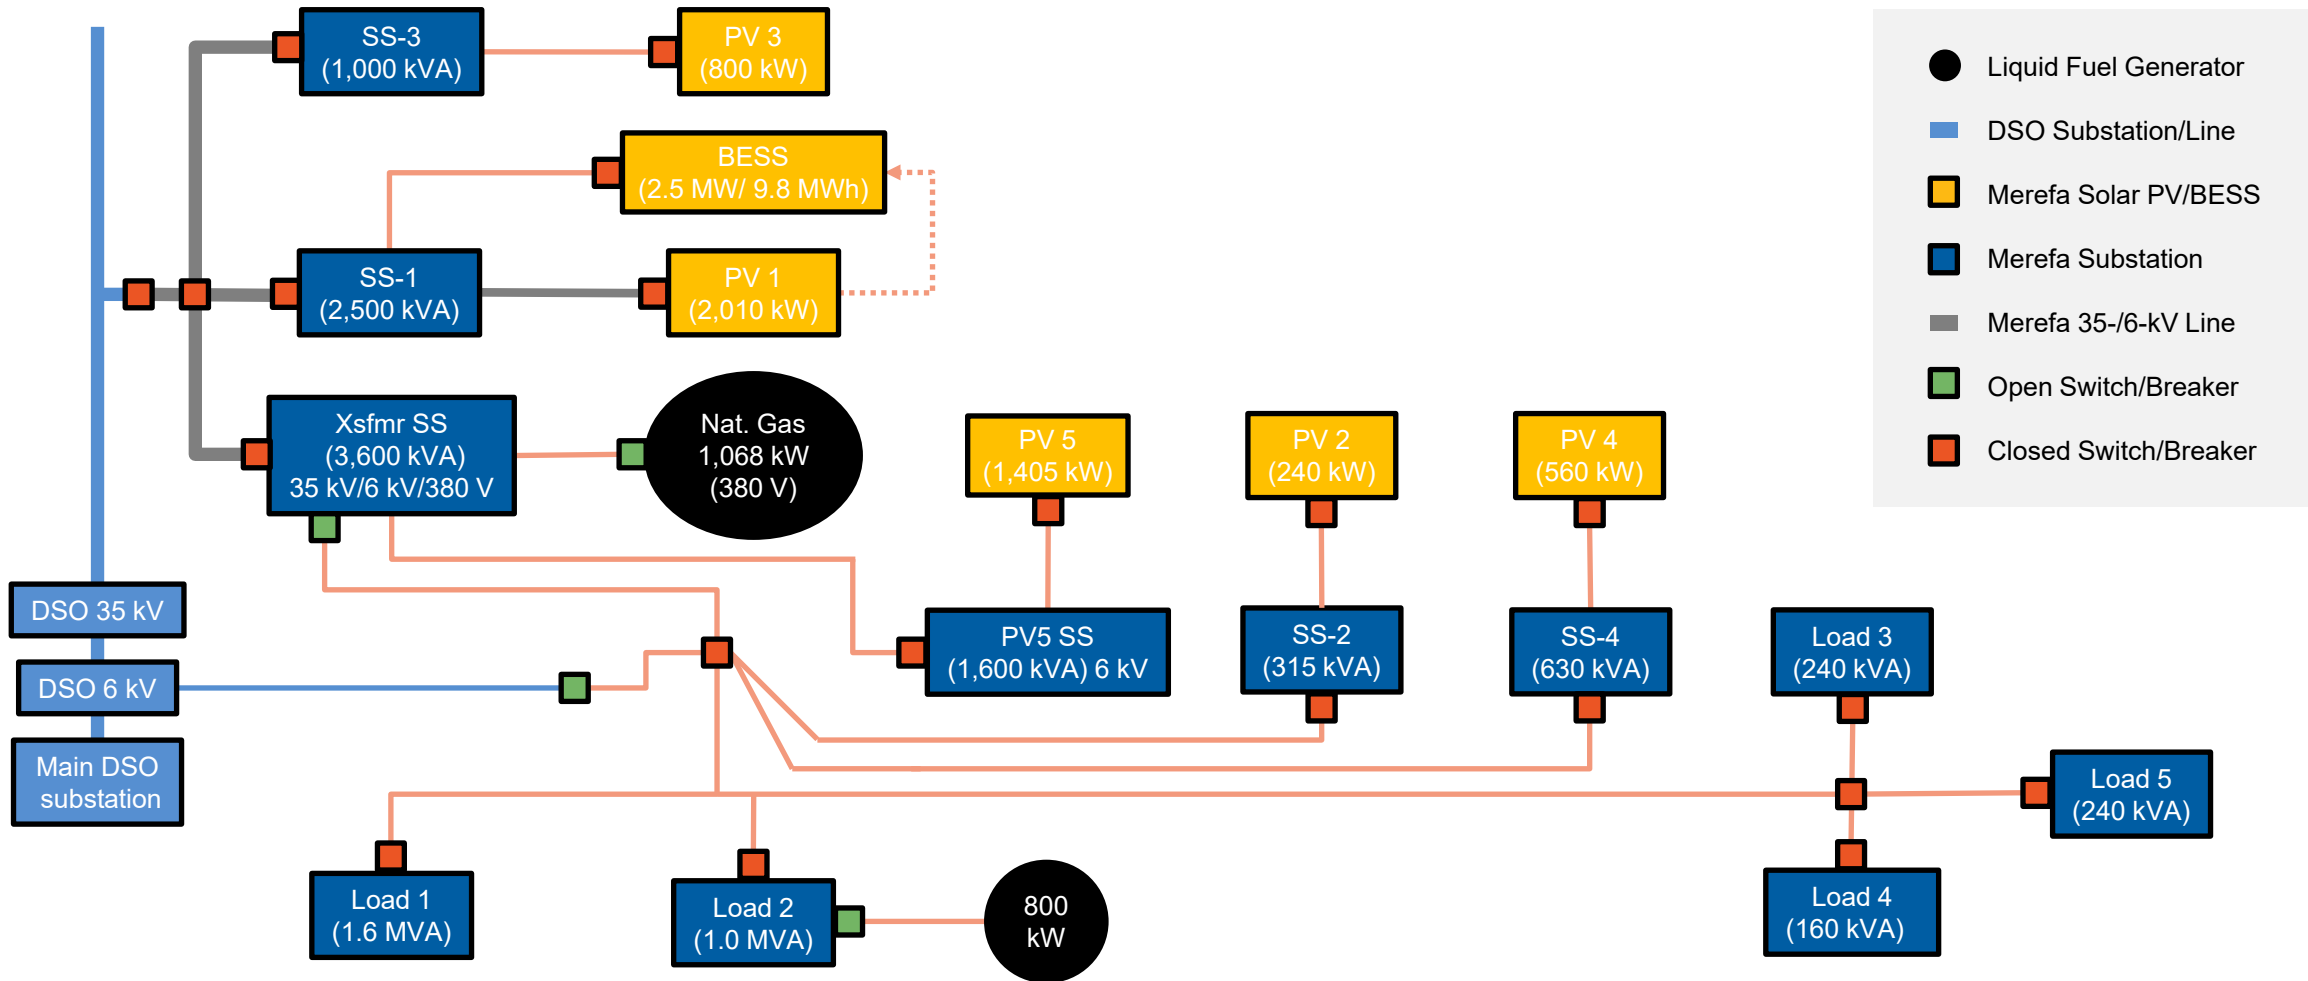 SS-3
(1,000 kVA)
PV 3
(800 kW)
BESS
(2.5 MW/ 9.8 MWh)
SS-1
(2,500 kVA)
PV 1
(2,010 kW)
Xsfmr SS
(3,600 kVA)
35 kV/6 kV/380 V
Nat. Gas
1,068 kW
(380 V)
PV 5
(1,405 kW)
PV 2
(240 kW)
PV 4
(560 kW)
DSO 35 kV
DSO 6 kV
Main DSO
substation
PV5 SS
(1,600 kVA) 6 kV
SS-2
(315 kVA)
SS-4
(630 kVA)
Load 3
(240 kVA)
Load 5
(240 kVA)
Load 1
(1.6 MVA)
Load 2
(1.0 MVA)
800
kW
Load 4
(160 kVA)
Liquid Fuel Generator
DSO Substation/Line
Merefa Solar PV/BESS
Merefa Substation
Merefa 35-/6-kV Line
Open Switch/Breaker
Closed Switch/Breaker